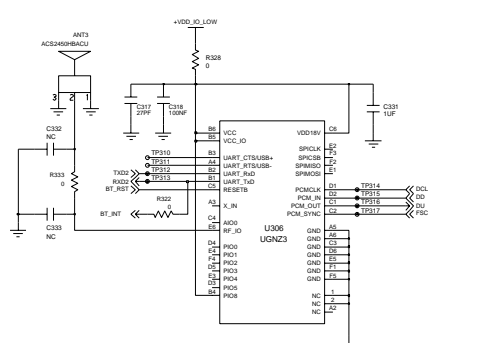 +VDD_IO_LOW
ANT3
ACS2450HBACU
R328
0
3 2 1
C317
27PF
C318
100NF
C331
1UF
C332
NC
R333
0
C333
NC
TP310
TP311
TXD2 TP312
RXD2 TP313
BT_RST
R322
0
BT_INT
B6 VCC
B5 VCC_IO
B3 UART_CTS/USB+
A4 UART_RTS/USB-
B2 UART_RxD
B1 UART_TxD
C5 RESETB
A3 X_IN
C4 AIO0
E6 RF_IO
D4 PIO0
E4 PIO1
F4 PIO2
D5 PIO3
E3 PIO4
D3 PIO5
B4 PIO8
U306
UGNZ3
VDD18V C6
SPICLK E2
SPICSB F3
SPIMISO F2
SPIMOSI E1
PCMCLK D1 TP314 DCL
PCM_IN D2 TP315 DD
PCM_OUT C1 TP316 DU
PCM_SYNC C2 TP317 FSC
GND A5
GND A6
GND C3
GND D6
GND E5
GND F1
GND F5
NC 1
NC 2
NC A2